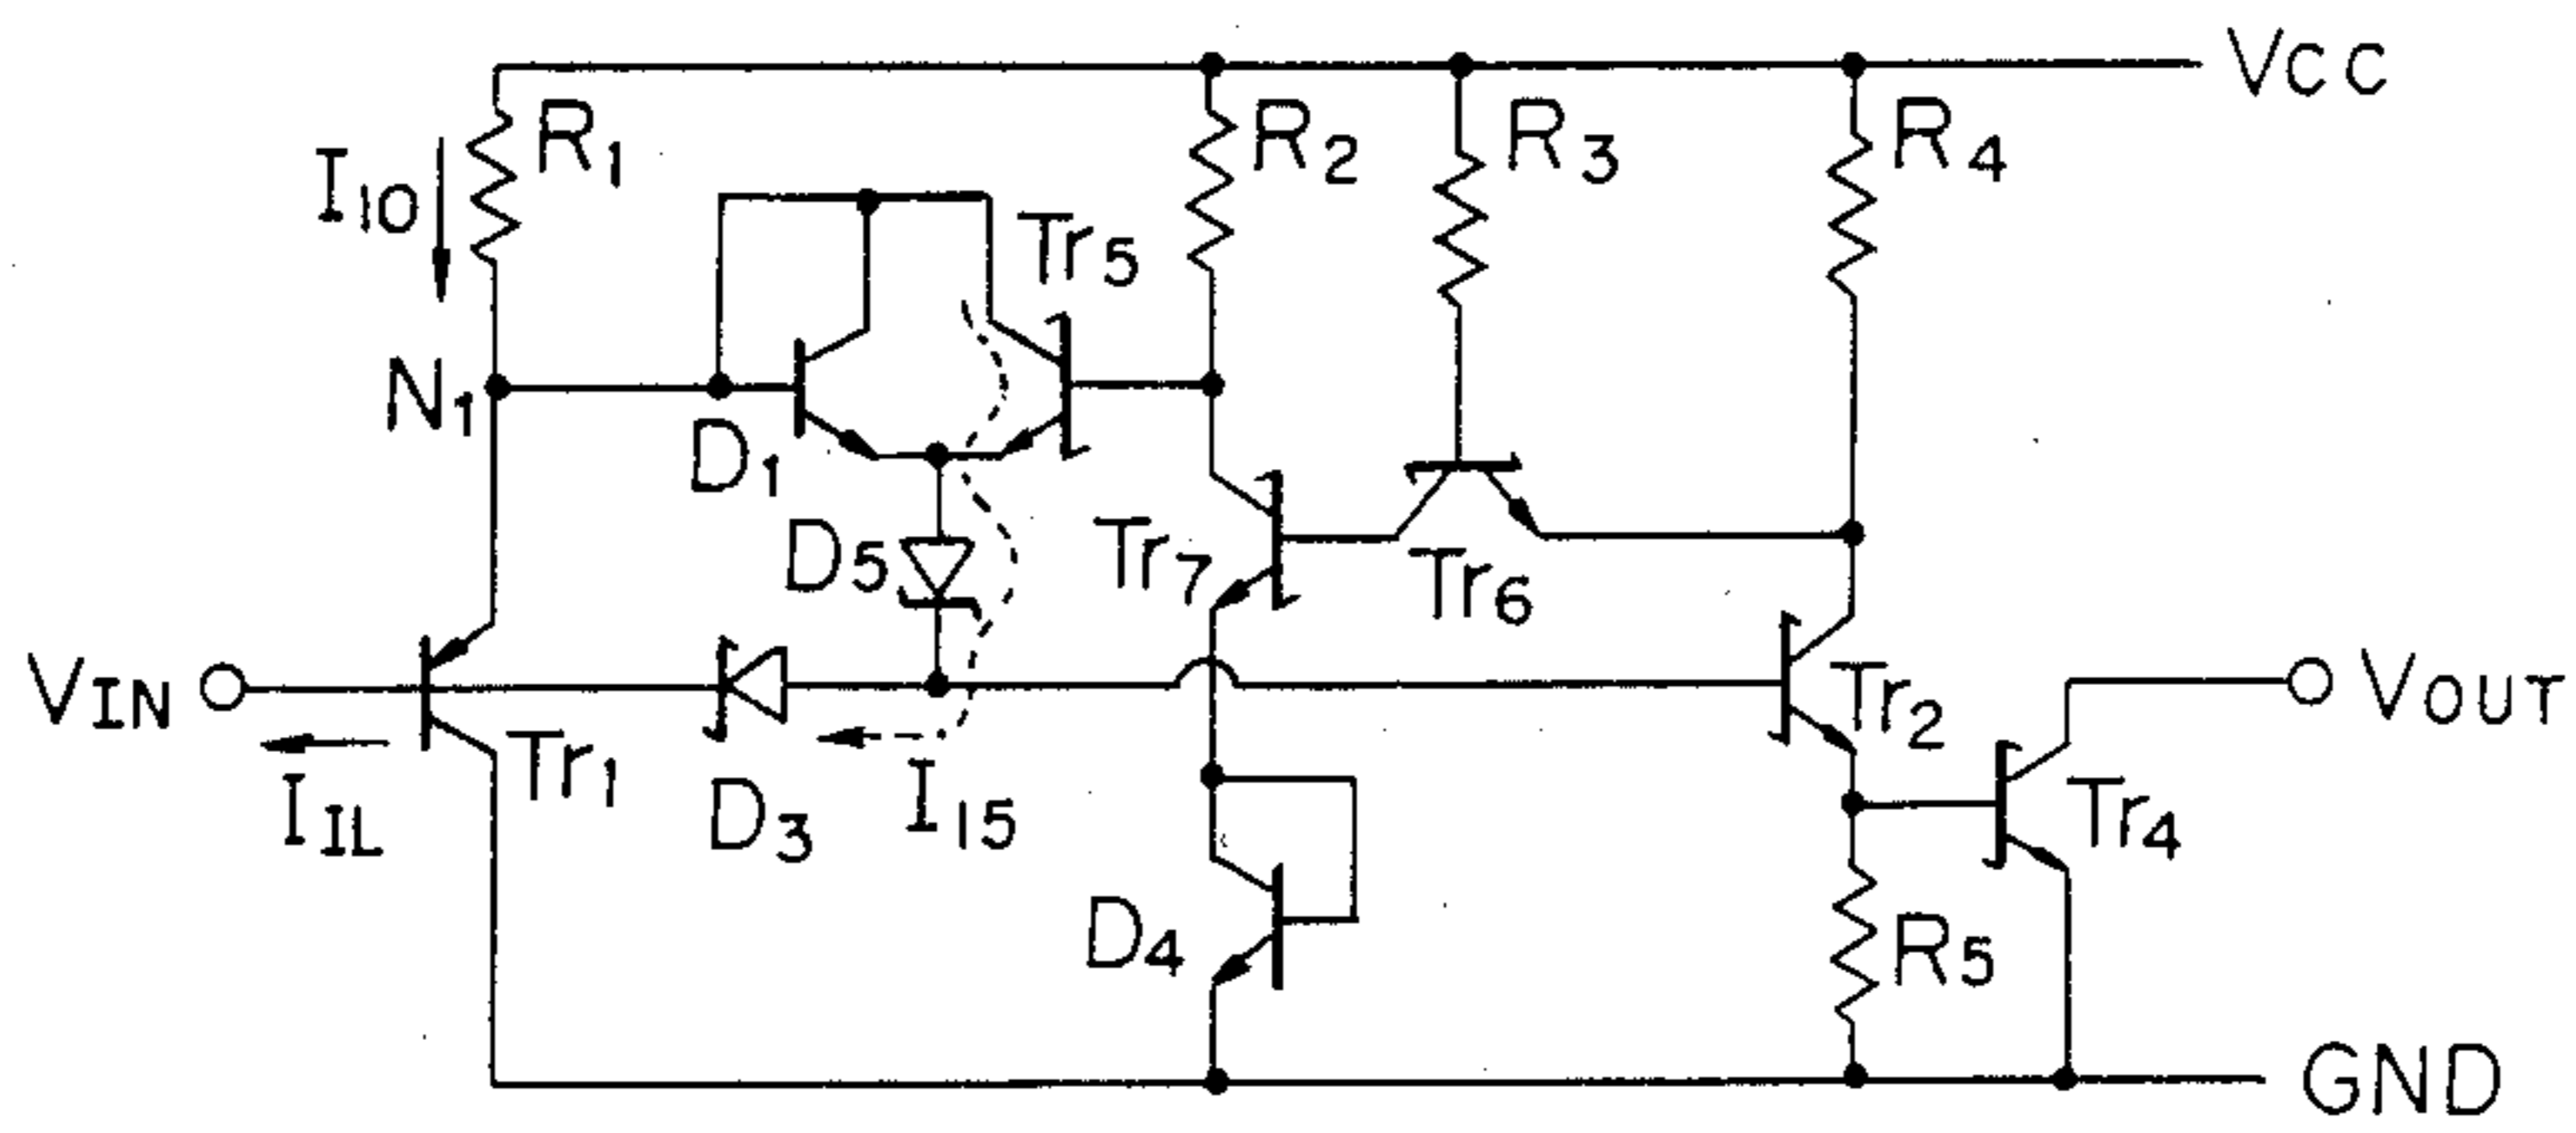 VCC
R1
R2
R3
R4
I10
Tr5
N1
D1
D5
Tr7
Tr6
VIN
Tr1
Tr2
VOUT
IIL
D3
I15
Tr4
D4
R5
GND